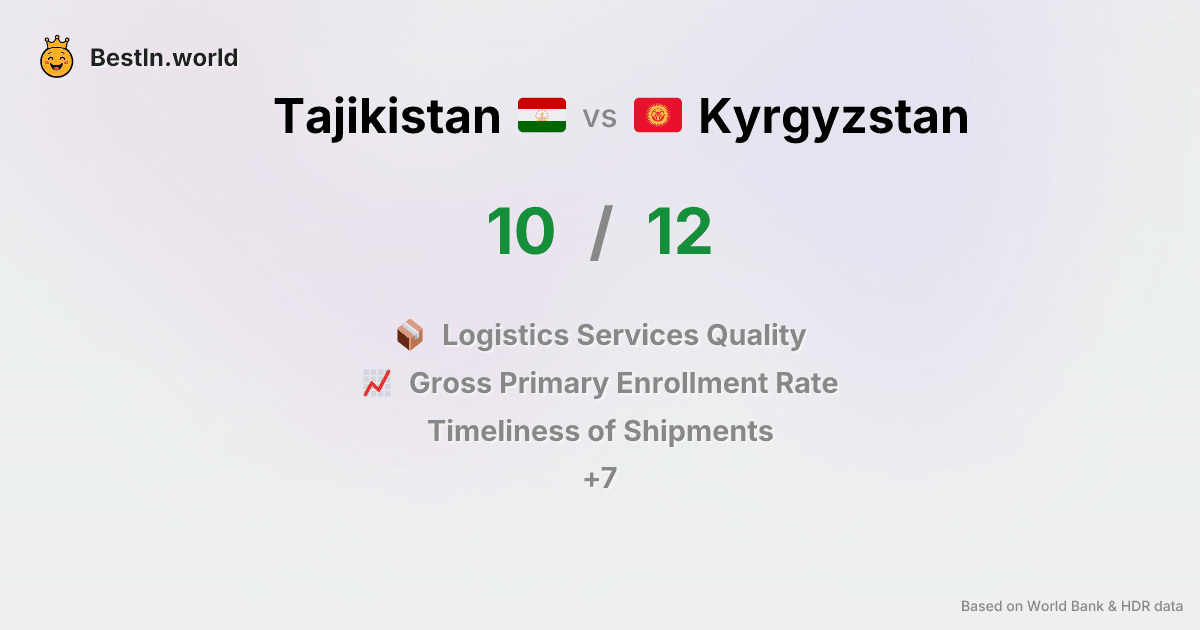 BestIn.world
Tajikistan vs Kyrgyzstan
10 / 12
Logistics Services Quality
Gross Primary Enrollment Rate
Timeliness of Shipments
+7
Based on World Bank & HDR data